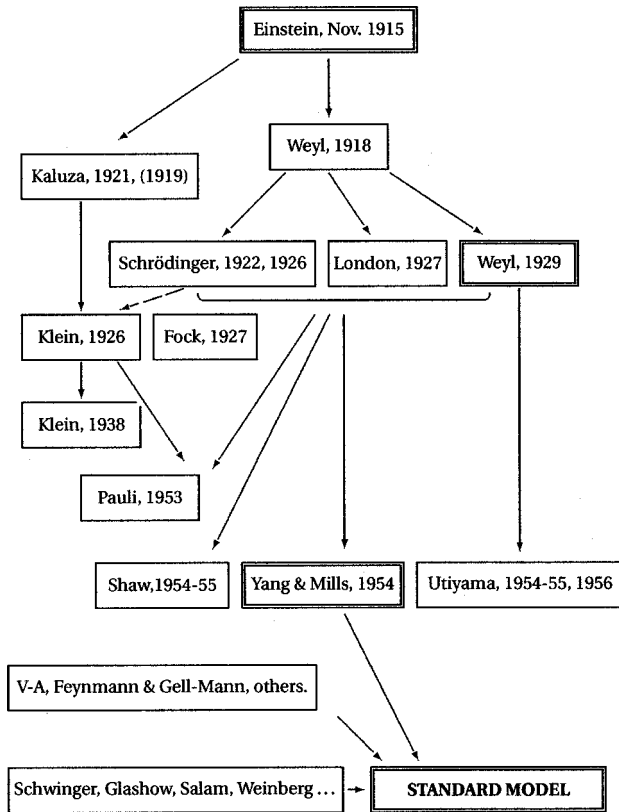 Einstein, Nov. 1915
Weyl, 1918
Kaluza, 1921, (1919)
Schrödinger, 1922, 1926
London, 1927
Weyl, 1929
Klein, 1926
Fock, 1927
Klein, 1938
Pauli, 1953
Shaw,1954-55
Yang & Mills, 1954
Utiyama, 1954-55, 1956
V-A, Feynmann & Gell-Mann, others.
Schwinger, Glashow, Salam, Weinberg ...
STANDARD MODEL